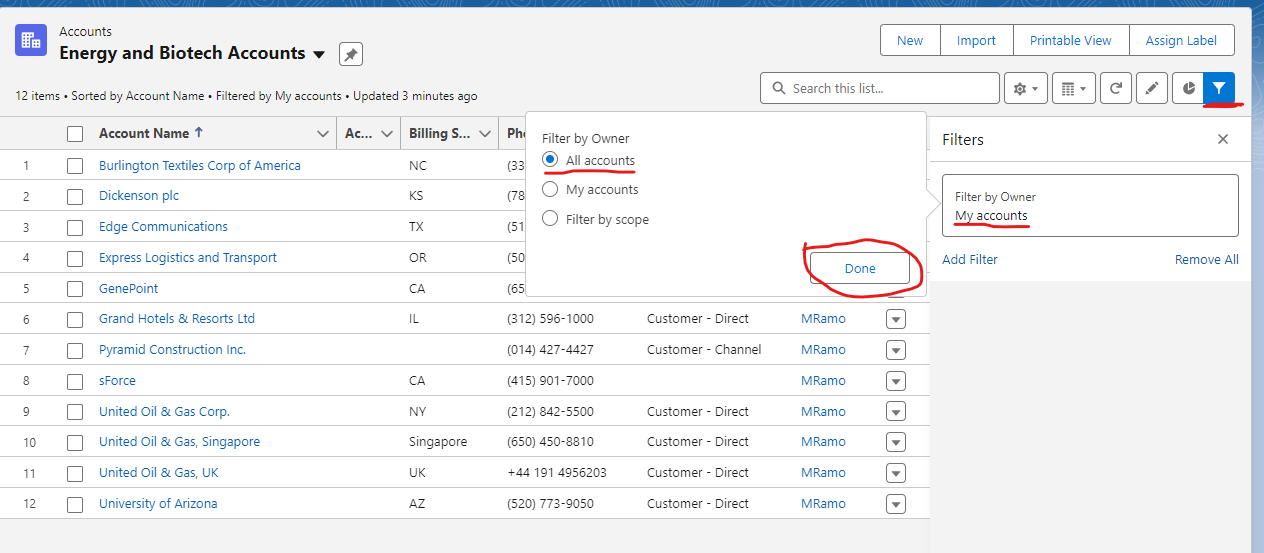 Accounts
Energy and Biotech Accounts
New Import Printable View Assign Label
12 items • Sorted by Account Name • Filtered by My accounts • Updated 3 minutes ago
Search this list...
Account Name Ac... Billing S... Pho
1 Burlington Textiles Corp of America NC (33
2 Dickenson plc KS (78
3 Edge Communications TX (51
4 Express Logistics and Transport OR (50
5 GenePoint CA (65
6 Grand Hotels & Resorts Ltd IL (312) 596-1000 Customer - Direct MRamo
7 Pyramid Construction Inc. (014) 427-4427 Customer - Channel MRamo
8 sForce CA (415) 901-7000 MRamo
9 United Oil & Gas Corp. NY (212) 842-5500 Customer - Direct MRamo
10 United Oil & Gas, Singapore Singapore (650) 450-8810 Customer - Direct MRamo
11 United Oil & Gas, UK UK +44 191 4956203 Customer - Direct MRamo
12 University of Arizona AZ (520) 773-9050 Customer - Direct MRamo
Filter by Owner
All accounts
My accounts
Filter by scope
Done
Filters
Filter by Owner
My accounts
Add Filter Remove All